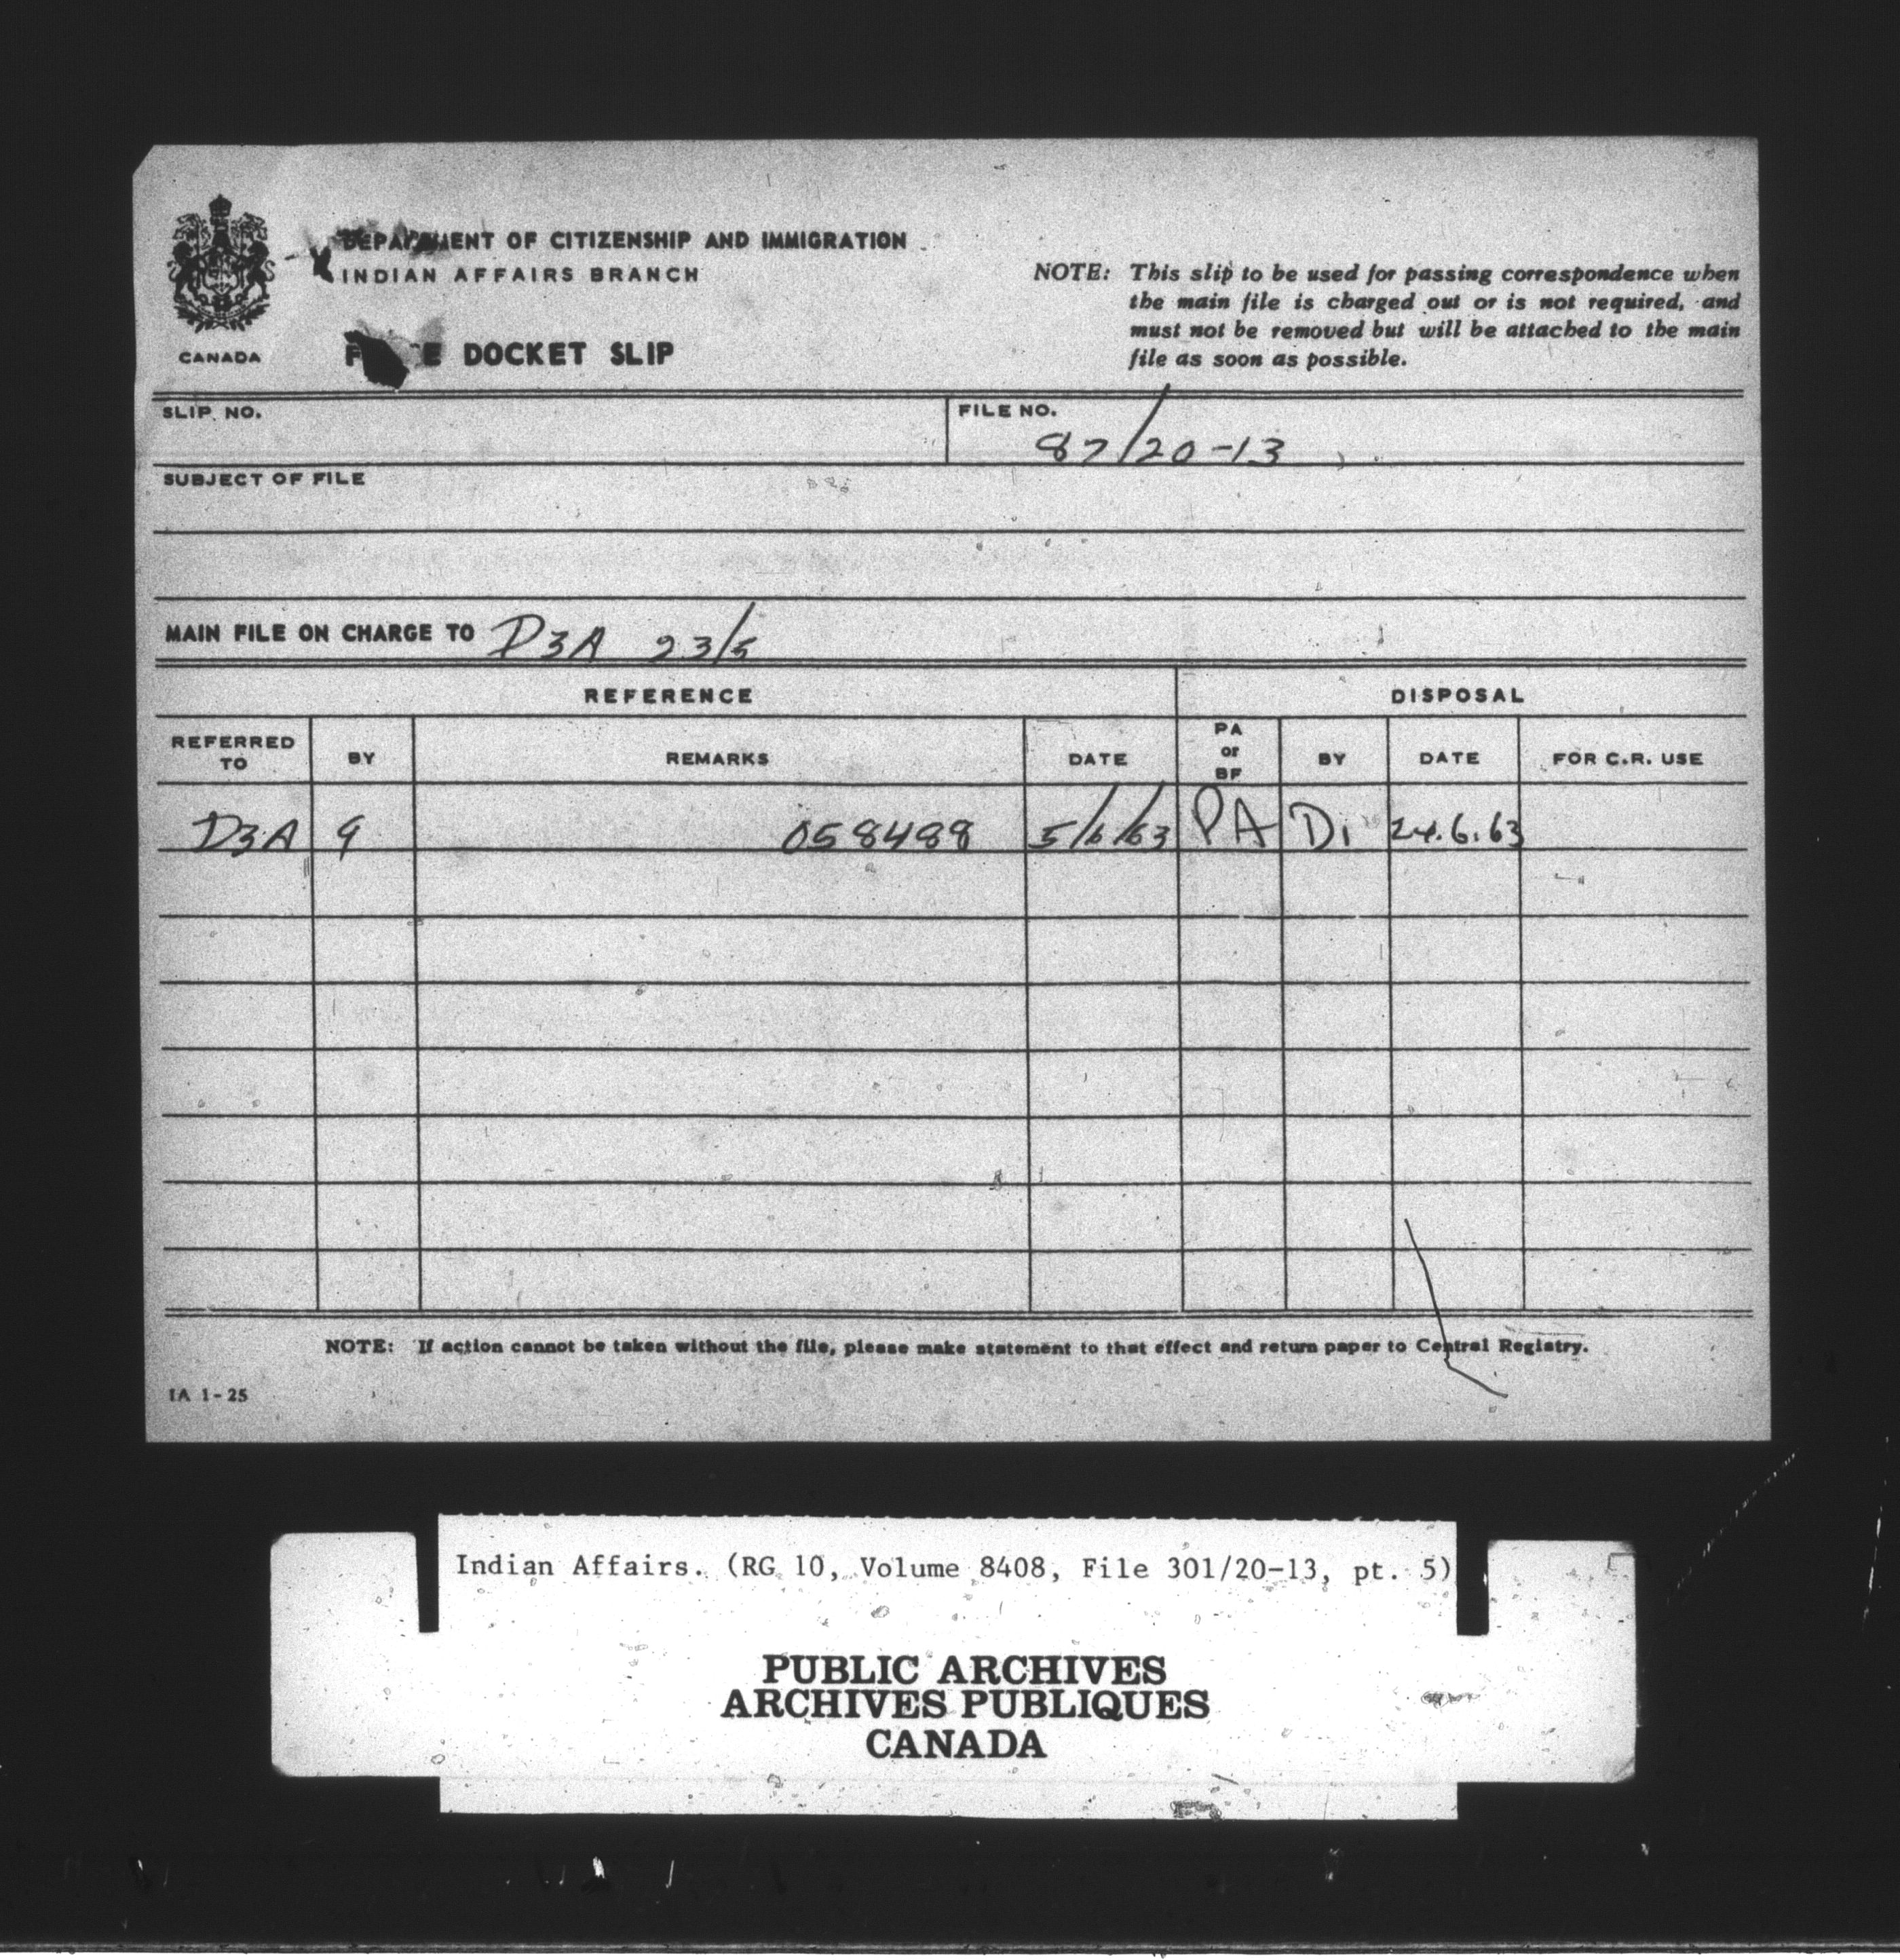 DEPARTMENT OF CITIZENSHIP AND IMMIGRATION
INDIAN AFFAIRS BRANCH
CANADA
DOCKET SLIP
NOTE: This slip to be used for passing correspondence when
the main file is charged out or is not required, and
must not be removed but will be attached to the main
file as soon as possible.
SLIP NO.
FILE NO.
87/20-13
SUBJECT OF FILE
MAIN FILE ON CHARGE TO D3A 23/5
REFERENCE DISPOSAL
REFERRED TO BY REMARKS DATE PA or BF BY DATE FOR C.R. USE
D3A 9 058488 5/6/63 PA Di 24.6.63
NOTE: If action cannot be taken without the file, please make statement to that effect and return paper to Central Registry.
IA 1-25
Indian Affairs. (RG 10, Volume 8408, File 301/20-13, pt. 5)
PUBLIC ARCHIVES
ARCHIVES PUBLIQUES
CANADA